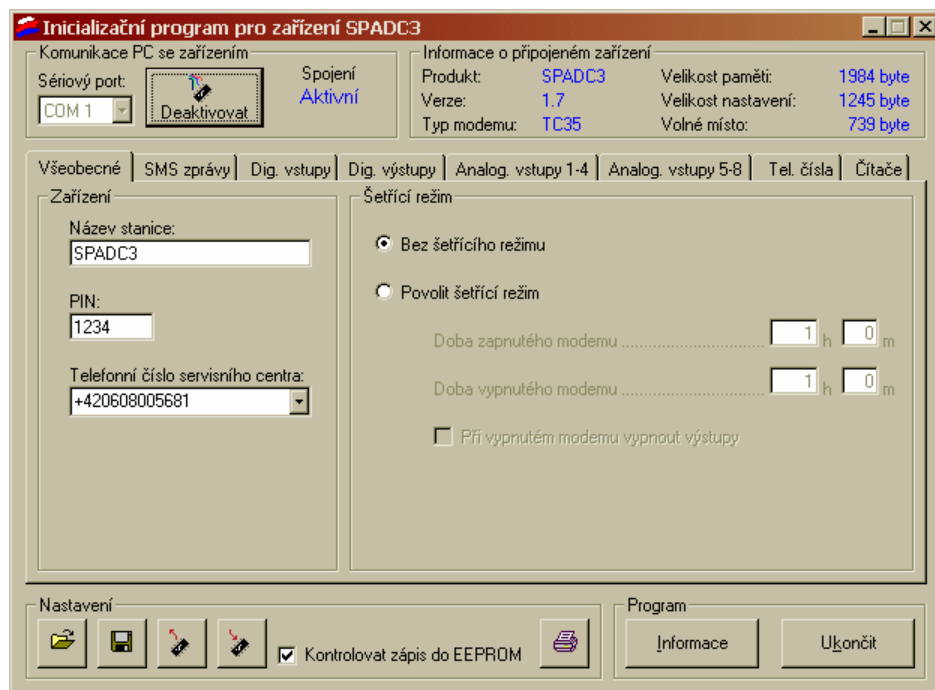 Inicializační program pro zařízení SPADC3
Komunikace PC se zařízením
Sériový port:
COM 1
Deaktivovat
Spojení
Aktivní
Informace o připojeném zařízení
Produkt: SPADC3 Velikost paměti: 1984 byte
Verze: 1.7 Velikost nastavení: 1245 byte
Typ modemu: TC35 Volné místo: 739 byte
Všeobecné SMS zprávy Dig. vstupy Dig. výstupy Analog. vstupy 1-4 Analog. vstupy 5-8 Tel. čísla Čítače
Zařízení
Název stanice:
SPADC3
PIN:
1234
Telefonní číslo servisního centra:
+420608005681
Šetřící režim
Bez šetřícího režimu
Povolit šetřící režim
Doba zapnutého modemu ........................ 1 h 0 m
Doba vypnutého modemu ........................ 1 h 0 m
Při vypnutém modemu vypnout výstupy
Nastavení
Kontrolovat zápis do EEPROM
Program
Informace
Ukončit